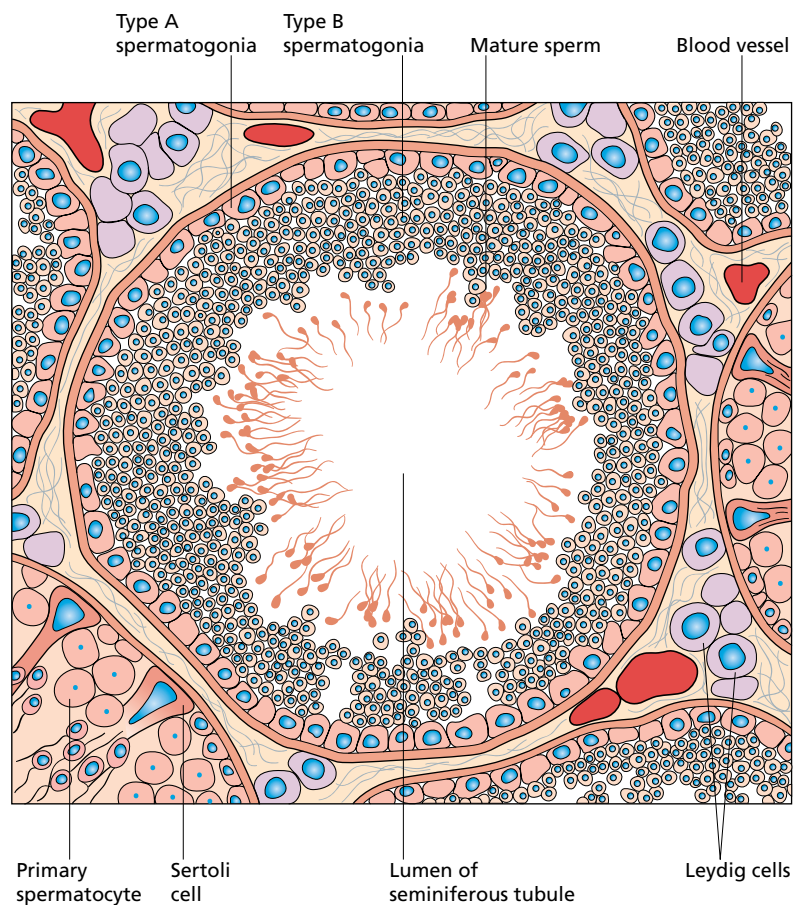 Type A
spermatogonia
Type B
spermatogonia
Mature sperm
Blood vessel
Primary
spermatocyte
Sertoli
cell
Lumen of
seminiferous tubule
Leydig cells